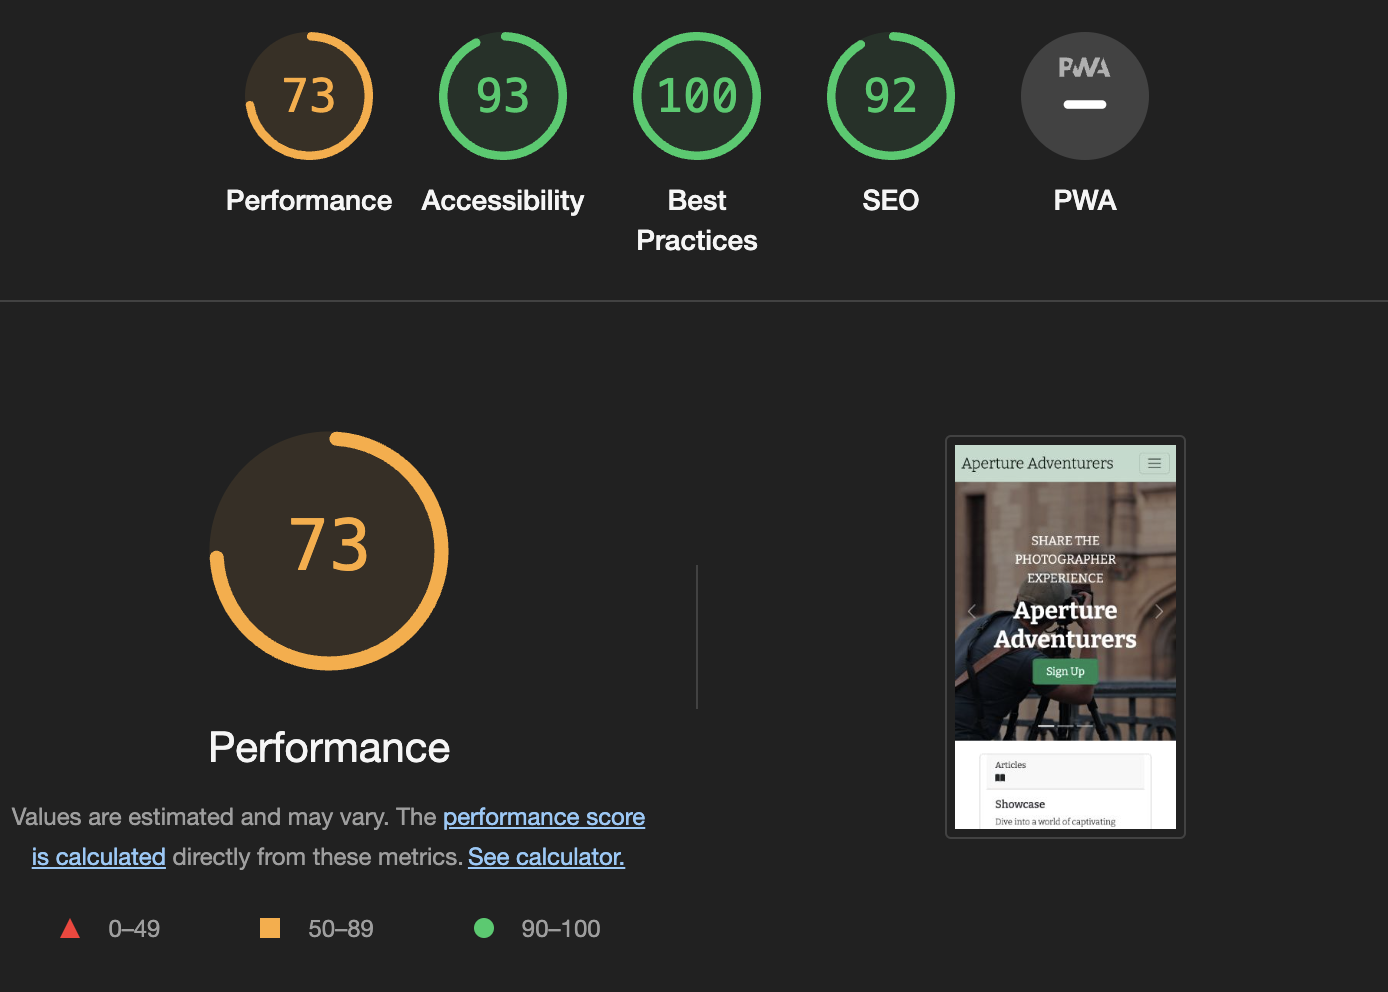 73
93
100
92
PWA
Performance
Accessibility
Best
Practices
SEO
PWA
73
Performance
Values are estimated and may vary. The performance score
is calculated directly from these metrics. See calculator.
0–49
50–89
90–100
Aperture Adventurers
SHARE THE
PHOTOGRAPHER
EXPERIENCE
Aperture
Adventurers
Sign Up
Articles
Showcase
Dive into a world of captivating